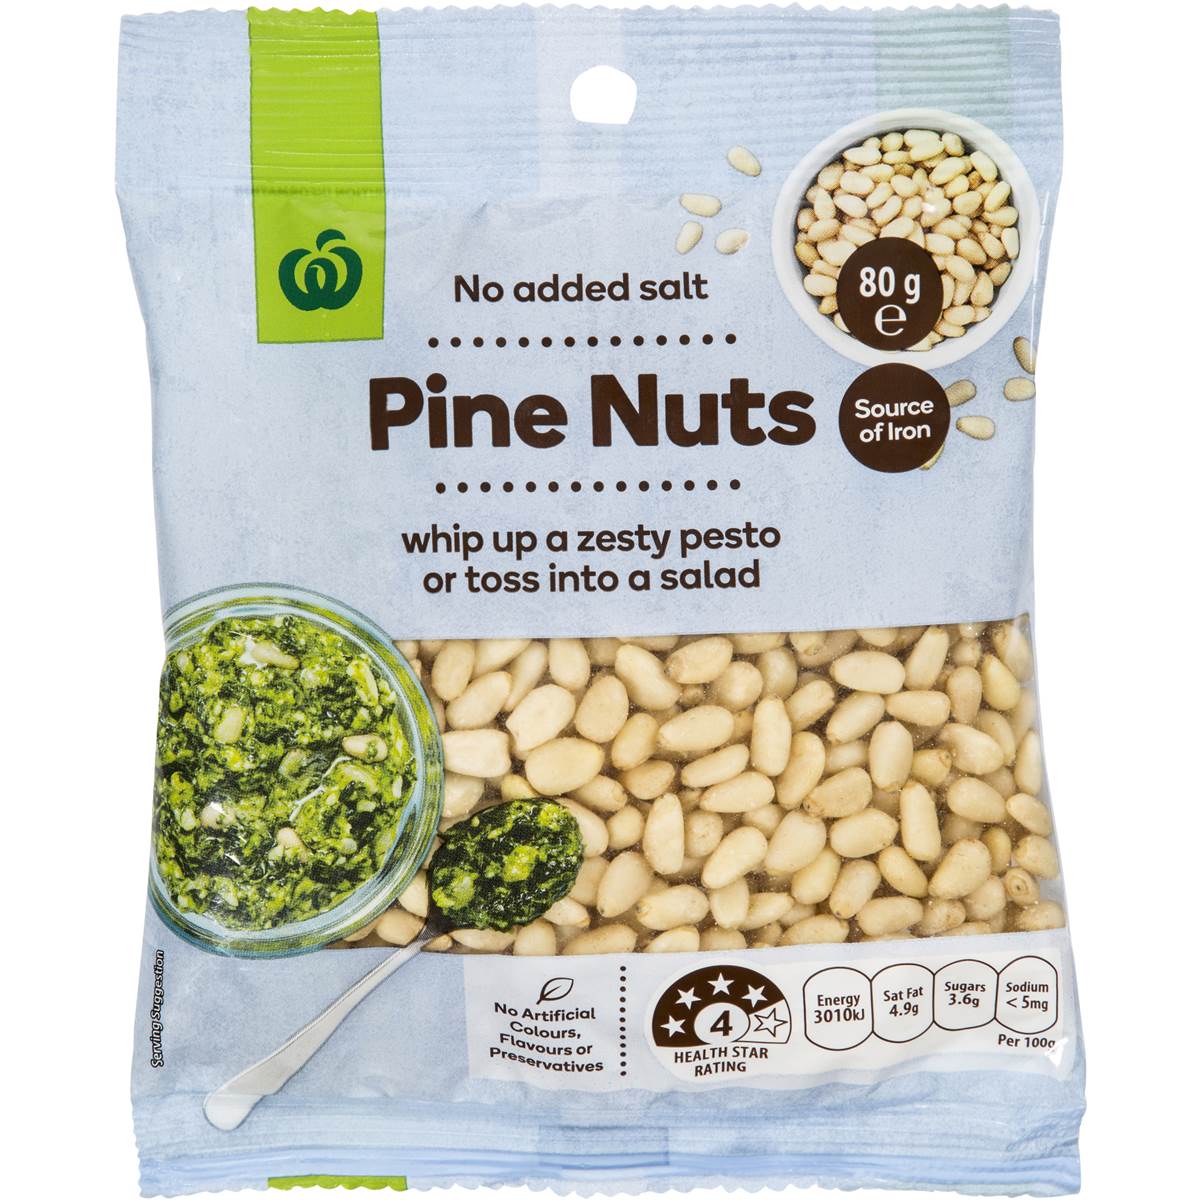 No added salt
Pine Nuts
80 g
e
Source
of Iron
whip up a zesty pesto
or toss into a salad
Serving Suggestion
No Artificial
Colours,
Flavours or
Preservatives
4
HEALTH STAR
RATING
Energy
3010kJ
Sat Fat
4.9g
Sugars
3.6g
Sodium
< 5mg
Per 100g